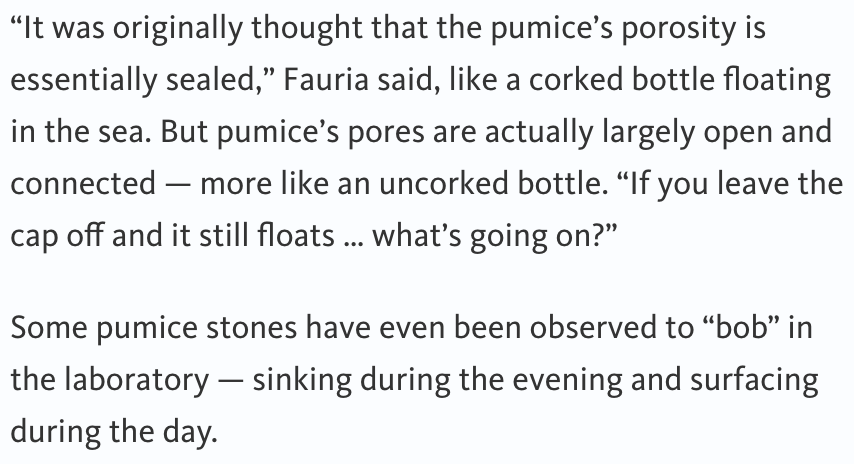 “It was originally thought that the pumice’s porosity is
essentially sealed,” Fauria said, like a corked bottle floating
in the sea. But pumice’s pores are actually largely open and
connected — more like an uncorked bottle. “If you leave the
cap off and it still floats ... what’s going on?”
Some pumice stones have even been observed to “bob” in
the laboratory — sinking during the evening and surfacing
during the day.